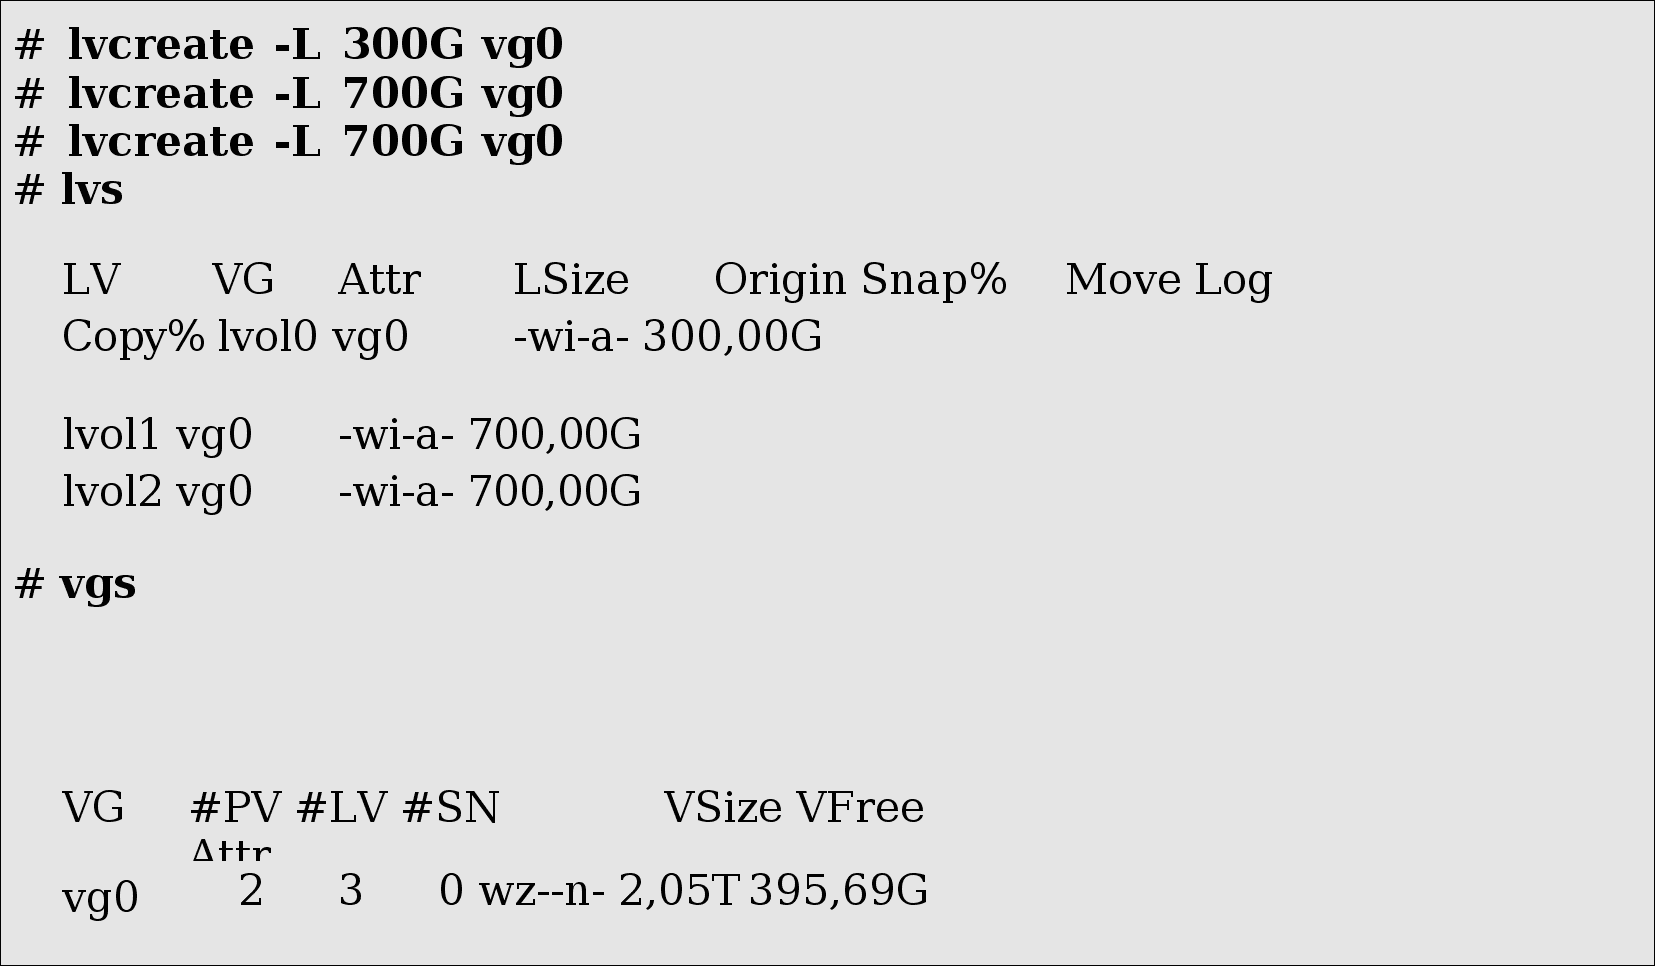 # lvcreate -L 300G vg0
# lvcreate -L 700G vg0
# lvcreate -L 700G vg0
# lvs
LV VG Attr LSize Origin Snap% Move Log
Copy% lvol0 vg0 -wi-a- 300,00G
lvol1 vg0 -wi-a- 700,00G
lvol2 vg0 -wi-a- 700,00G
# vgs
VG #PV #LV #SN VSize VFree
Attr
vg0 2 3 0 wz--n- 2,05T 395,69G